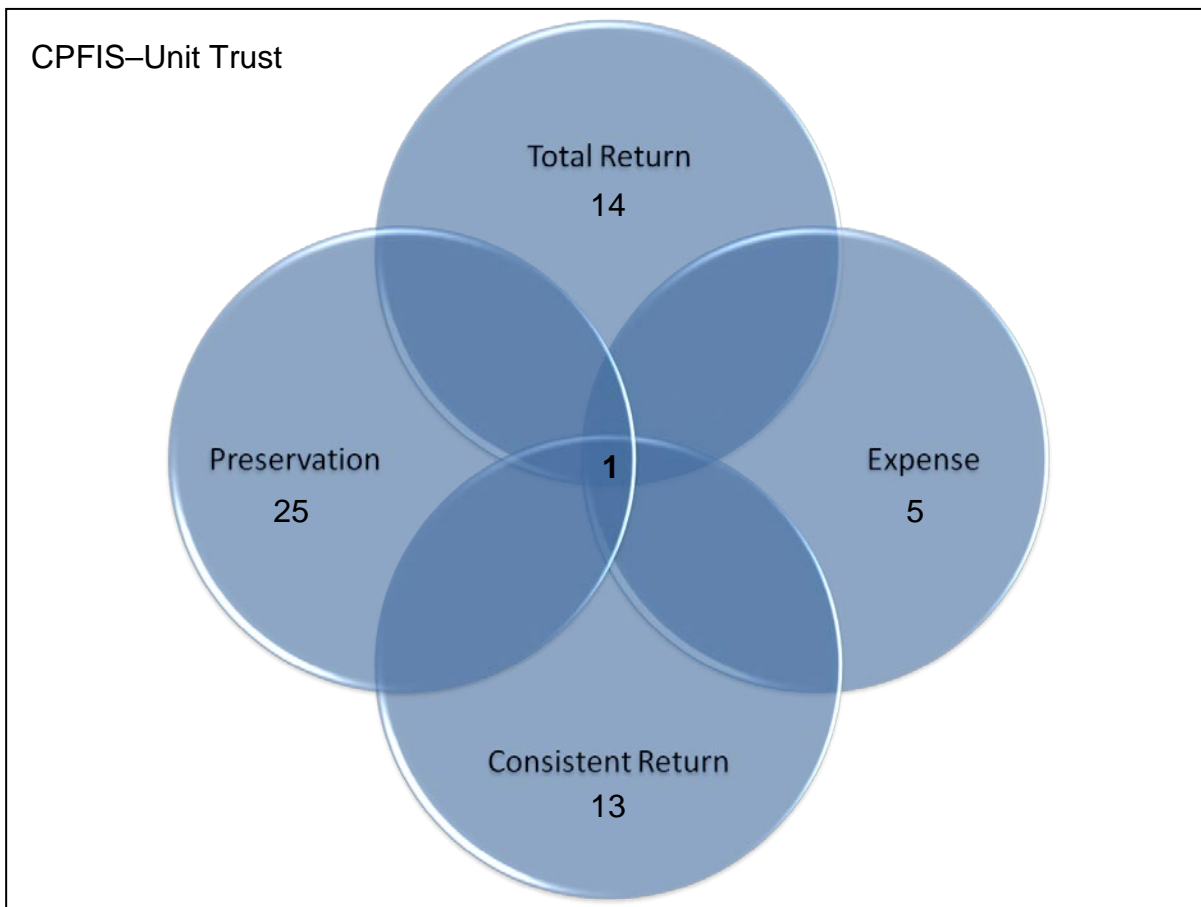 CPFIS–Unit Trust
Total Return
14
Preservation
25
1
Expense
5
Consistent Return
13